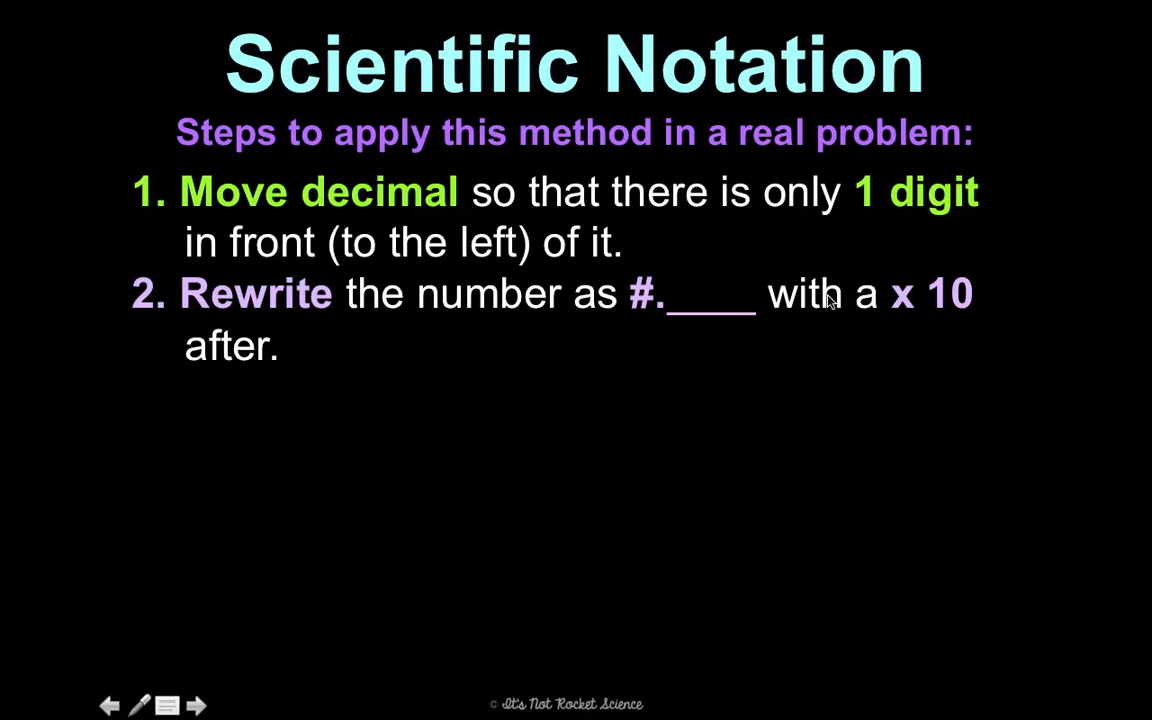 Scientific Notation
Steps to apply this method in a real problem:
1. Move decimal so that there is only 1 digit
in front (to the left) of it.
2. Rewrite the number as #.____ with a x 10
after.
© It's Not Rocket Science